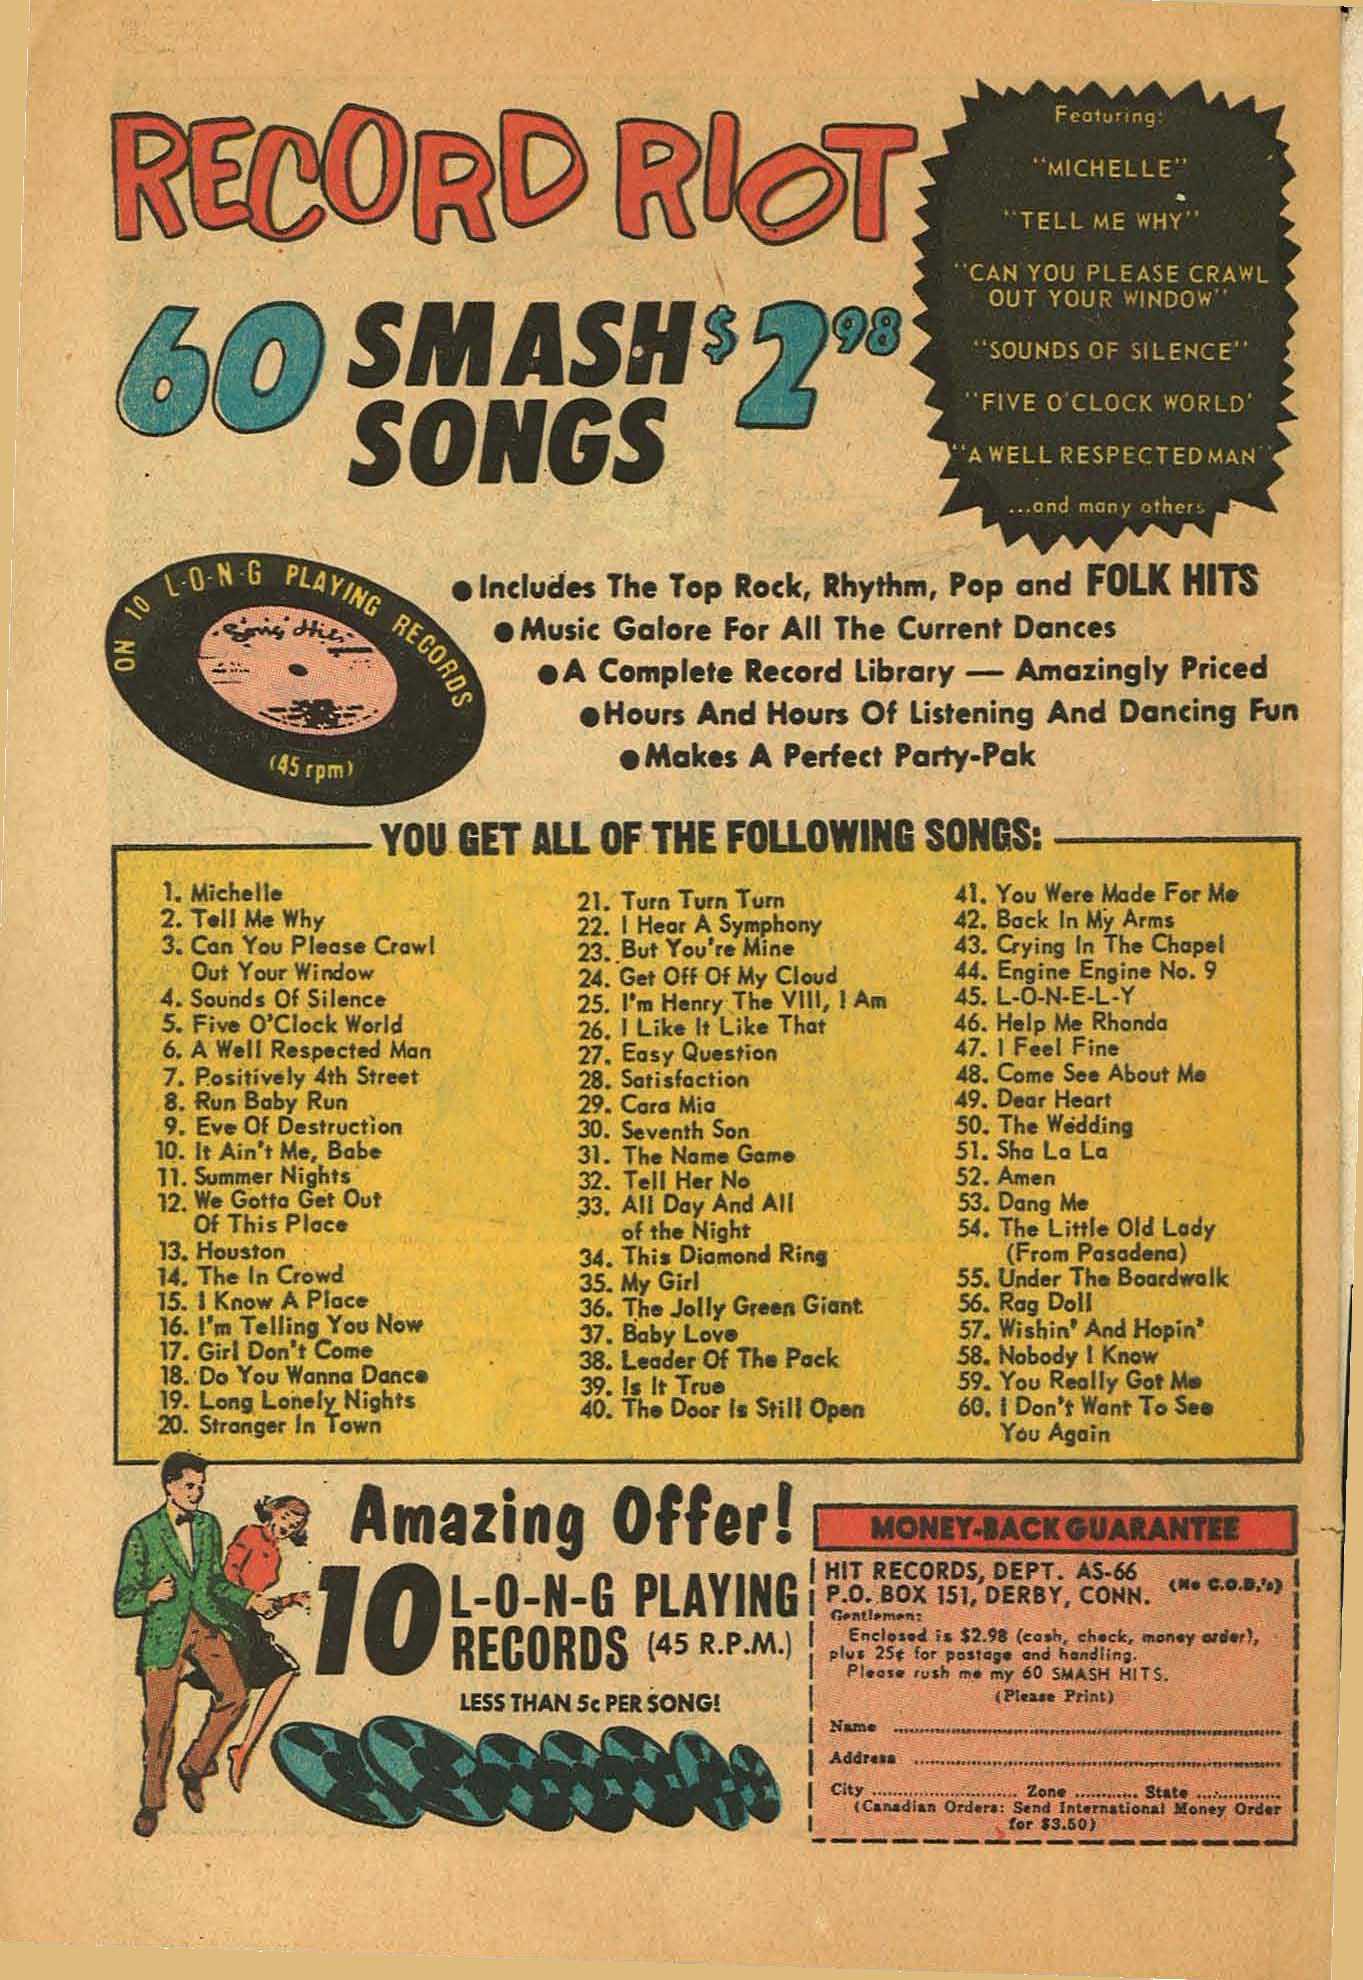 RECORD RIOT
60 SMASH SONGS $2.98
Featuring:
"MICHELLE"
"TELL ME WHY"
"CAN YOU PLEASE CRAWL
OUT YOUR WINDOW"
"SOUNDS OF SILENCE"
"FIVE O'CLOCK WORLD'
"A WELL RESPECTED MAN"
...and many others
ON 10 L-O-N-G PLAYING RECORDS
Song Hits
(45 rpm)
● Includes The Top Rock, Rhythm, Pop and FOLK HITS
● Music Galore For All The Current Dances
● A Complete Record Library — Amazingly Priced
● Hours And Hours Of Listening And Dancing Fun
● Makes A Perfect Party-Pak
YOU GET ALL OF THE FOLLOWING SONGS:
1. Michelle
2. Tell Me Why
3. Can You Please Crawl
Out Your Window
4. Sounds Of Silence
5. Five O'Clock World
6. A Well Respected Man
7. Positively 4th Street
8. Run Baby Run
9. Eve Of Destruction
10. It Ain't Me, Babe
11. Summer Nights
12. We Gotta Get Out
Of This Place
13. Houston
14. The In Crowd
15. I Know A Place
16. I'm Telling You Now
17. Girl Don't Come
18. Do You Wanna Dance
19. Long Lonely Nights
20. Stranger In Town
21. Turn Turn Turn
22. I Hear A Symphony
23. But You're Mine
24. Get Off Of My Cloud
25. I'm Henry The VIII, I Am
26. I Like It Like That
27. Easy Question
28. Satisfaction
29. Cara Mia
30. Seventh Son
31. The Name Game
32. Tell Her No
33. All Day And All
of the Night
34. This Diamond Ring
35. My Girl
36. The Jolly Green Giant
37. Baby Love
38. Leader Of The Pack
39. Is It True
40. The Door Is Still Open
41. You Were Made For Me
42. Back In My Arms
43. Crying In The Chapel
44. Engine Engine No. 9
45. L-O-N-E-L-Y
46. Help Me Rhonda
47. I Feel Fine
48. Come See About Me
49. Dear Heart
50. The Wedding
51. Sha La La
52. Amen
53. Dang Me
54. The Little Old Lady
(From Pasadena)
55. Under The Boardwalk
56. Rag Doll
57. Wishin' And Hopin'
58. Nobody I Know
59. You Really Got Me
60. I Don't Want To See
You Again
Amazing Offer!
10 L-O-N-G PLAYING
RECORDS (45 R.P.M.)
LESS THAN 5c PER SONG!
MONEY-BACK GUARANTEE
HIT RECORDS, DEPT. AS-66
P.O. BOX 151, DERBY, CONN. (No C.O.D.'s)
Gentlemen:
Enclosed is $2.98 (cash, check, money order),
plus 25¢ for postage and handling.
Please rush me my 60 SMASH HITS.
(Please Print)
Name
Address
City Zone State
(Canadian Orders: Send International Money Order
for $3.50)